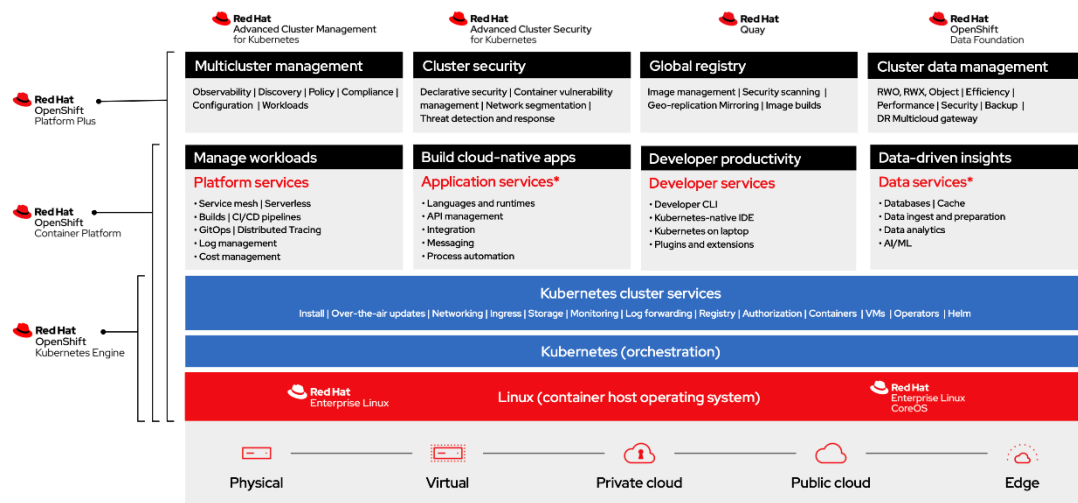 Red Hat
Advanced Cluster Management
for Kubernetes
Red Hat
Advanced Cluster Security
for Kubernetes
Red Hat
Quay
Red Hat
OpenShift
Data Foundation
Red Hat
OpenShift
Platform Plus
Multicluster management
Observability | Discovery | Policy | Compliance |
Configuration | Workloads
Cluster security
Declarative security | Container vulnerability
management | Network segmentation |
Threat detection and response
Global registry
Image management | Security scanning |
Geo-replication Mirroring | Image builds
Cluster data management
RWO, RWX, Object | Efficiency |
Performance | Security | Backup |
DR Multicloud gateway
Red Hat
OpenShift
Container Platform
Manage workloads
Platform services
• Service mesh | Serverless
• Builds | CI/CD pipelines
• GitOps | Distributed Tracing
• Log management
• Cost management
Build cloud-native apps
Application services*
• Languages and runtimes
• API management
• Integration
• Messaging
• Process automation
Developer productivity
Developer services
• Developer CLI
• Kubernetes-native IDE
• Kubernetes on laptop
• Plugins and extensions
Data-driven insights
Data services*
• Databases | Cache
• Data ingest and preparation
• Data analytics
• AI/ML
Red Hat
OpenShift
Kubernetes Engine
Kubernetes cluster services
Install | Over-the-air updates | Networking | Ingress | Storage | Monitoring | Log forwarding | Registry | Authorization | Containers | VMs | Operators | Helm
Kubernetes (orchestration)
Red Hat
Enterprise Linux
Linux (container host operating system)
Red Hat
Enterprise Linux
CoreOS
Physical
Virtual
Private cloud
Public cloud
Edge